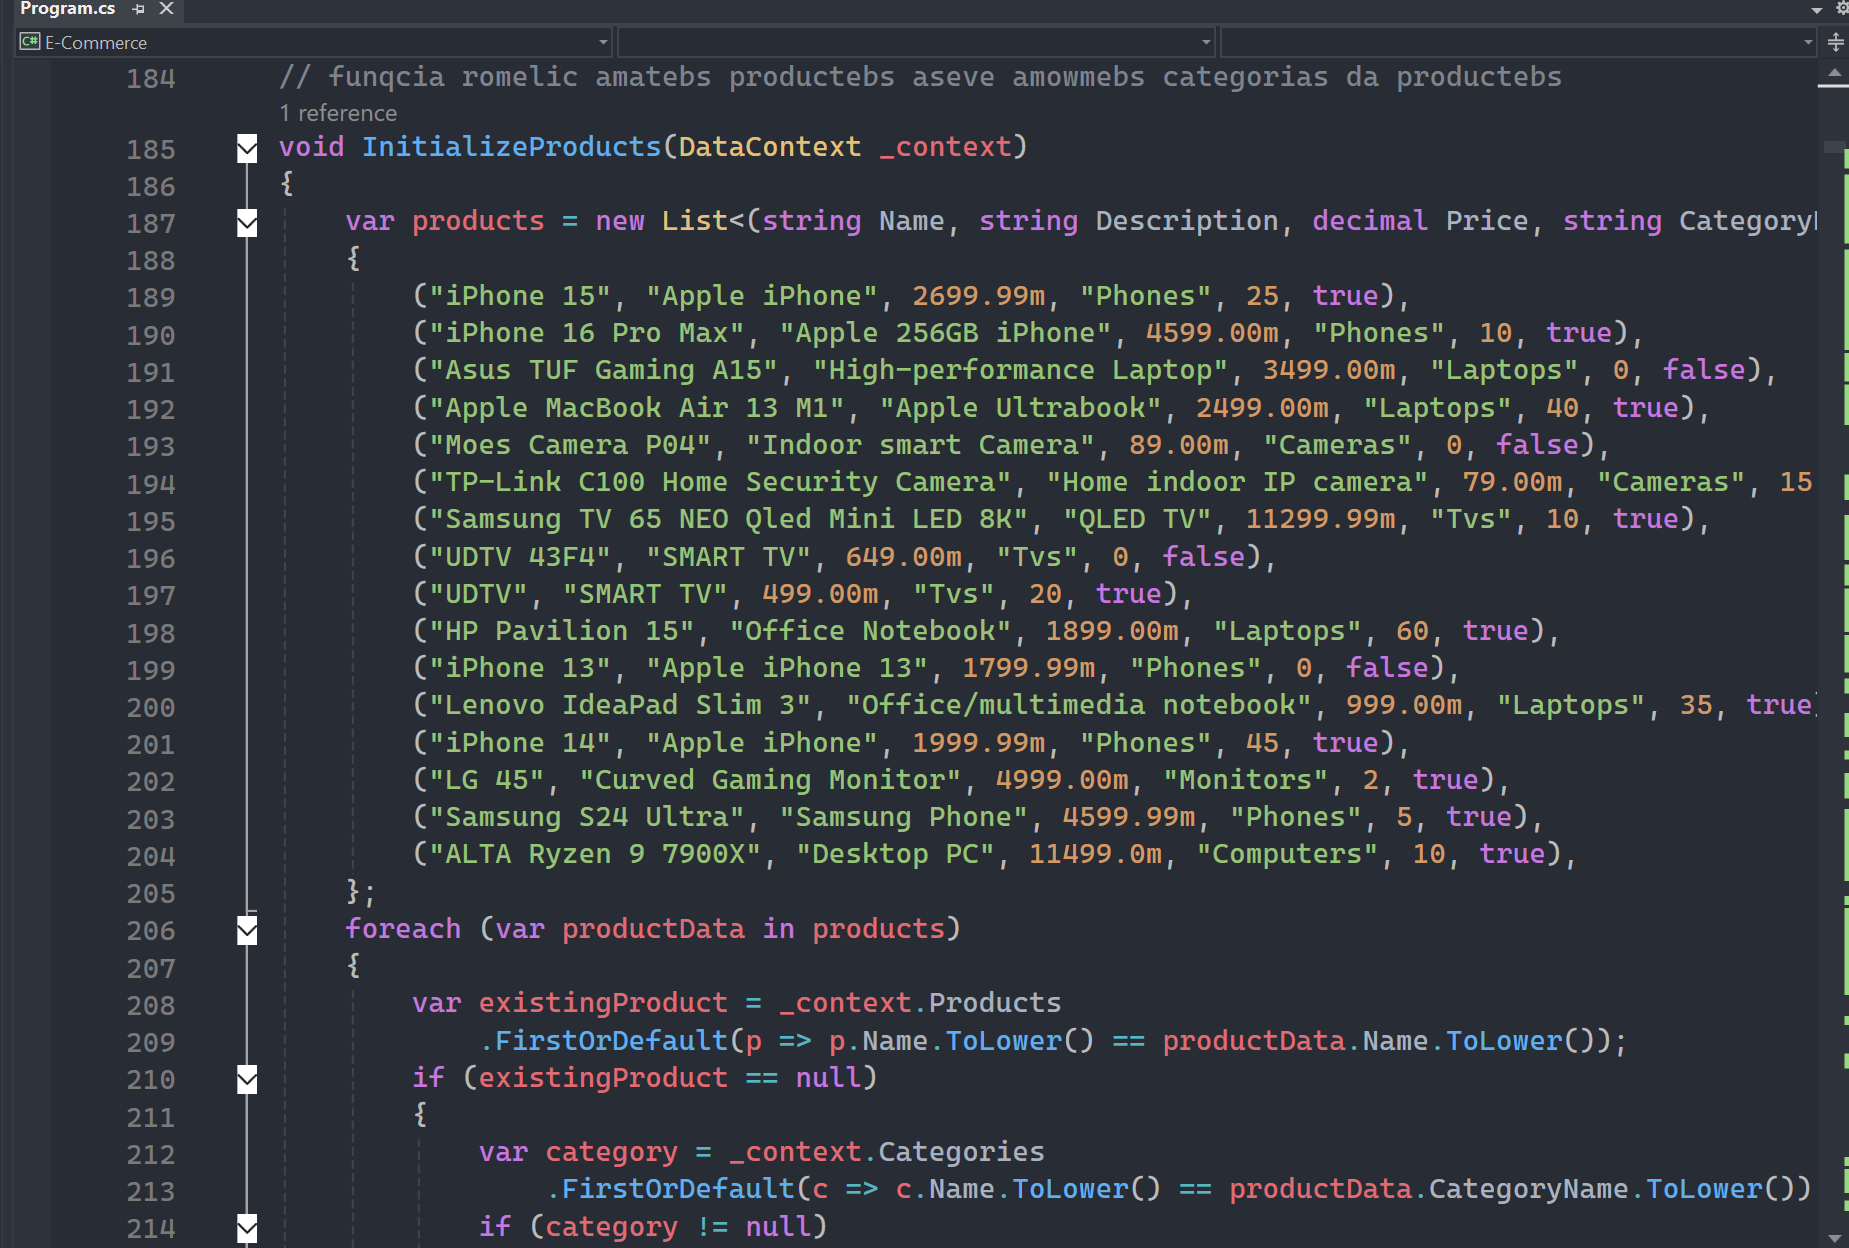 Program.cs
C# E-Commerce
184 // funqcia romelic amatebs productebs aseve amowmebs categorias da productebs
1 reference
185 void InitializeProducts(DataContext _context)
186 {
187 var products = new List<(string Name, string Description, decimal Price, string Category
188 {
189 ("iPhone 15", "Apple iPhone", 2699.99m, "Phones", 25, true),
190 ("iPhone 16 Pro Max", "Apple 256GB iPhone", 4599.00m, "Phones", 10, true),
191 ("Asus TUF Gaming A15", "High-performance Laptop", 3499.00m, "Laptops", 0, false),
192 ("Apple MacBook Air 13 M1", "Apple Ultrabook", 2499.00m, "Laptops", 40, true),
193 ("Moes Camera P04", "Indoor smart Camera", 89.00m, "Cameras", 0, false),
194 ("TP-Link C100 Home Security Camera", "Home indoor IP camera", 79.00m, "Cameras", 15
195 ("Samsung TV 65 NEO Qled Mini LED 8K", "QLED TV", 11299.99m, "Tvs", 10, true),
196 ("UDTV 43F4", "SMART TV", 649.00m, "Tvs", 0, false),
197 ("UDTV", "SMART TV", 499.00m, "Tvs", 20, true),
198 ("HP Pavilion 15", "Office Notebook", 1899.00m, "Laptops", 60, true),
199 ("iPhone 13", "Apple iPhone 13", 1799.99m, "Phones", 0, false),
200 ("Lenovo IdeaPad Slim 3", "Office/multimedia notebook", 999.00m, "Laptops", 35, true)
201 ("iPhone 14", "Apple iPhone", 1999.99m, "Phones", 45, true),
202 ("LG 45", "Curved Gaming Monitor", 4999.00m, "Monitors", 2, true),
203 ("Samsung S24 Ultra", "Samsung Phone", 4599.99m, "Phones", 5, true),
204 ("ALTA Ryzen 9 7900X", "Desktop PC", 11499.0m, "Computers", 10, true),
205 };
206 foreach (var productData in products)
207 {
208 var existingProduct = _context.Products
209 .FirstOrDefault(p => p.Name.ToLower() == productData.Name.ToLower());
210 if (existingProduct == null)
211 {
212 var category = _context.Categories
213 .FirstOrDefault(c => c.Name.ToLower() == productData.CategoryName.ToLower())
214 if (category != null)